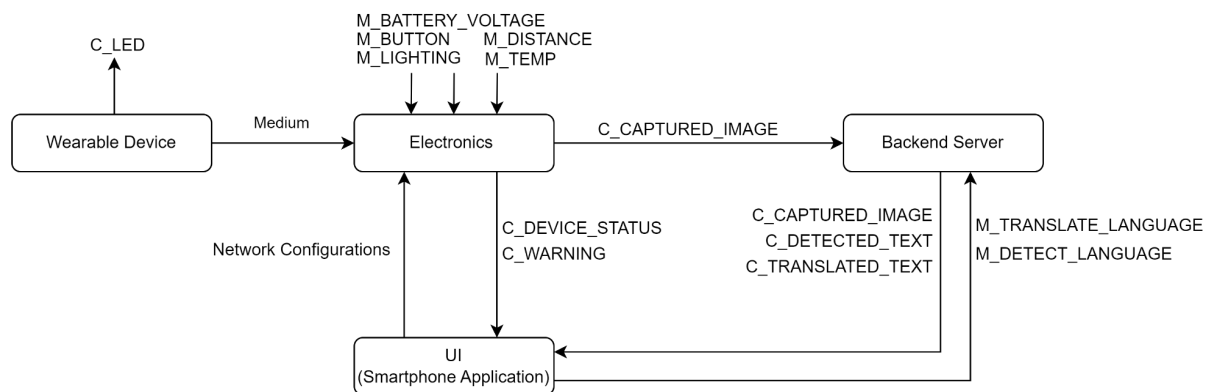 M_BATTERY_VOLTAGE
M_BUTTON M_DISTANCE
M_LIGHTING M_TEMP
C_LED
Wearable Device
Medium
Electronics
C_CAPTURED_IMAGE
Backend Server
Network Configurations
C_DEVICE_STATUS
C_WARNING
C_CAPTURED_IMAGE
C_DETECTED_TEXT
C_TRANSLATED_TEXT
M_TRANSLATE_LANGUAGE
M_DETECT_LANGUAGE
UI
(Smartphone Application)